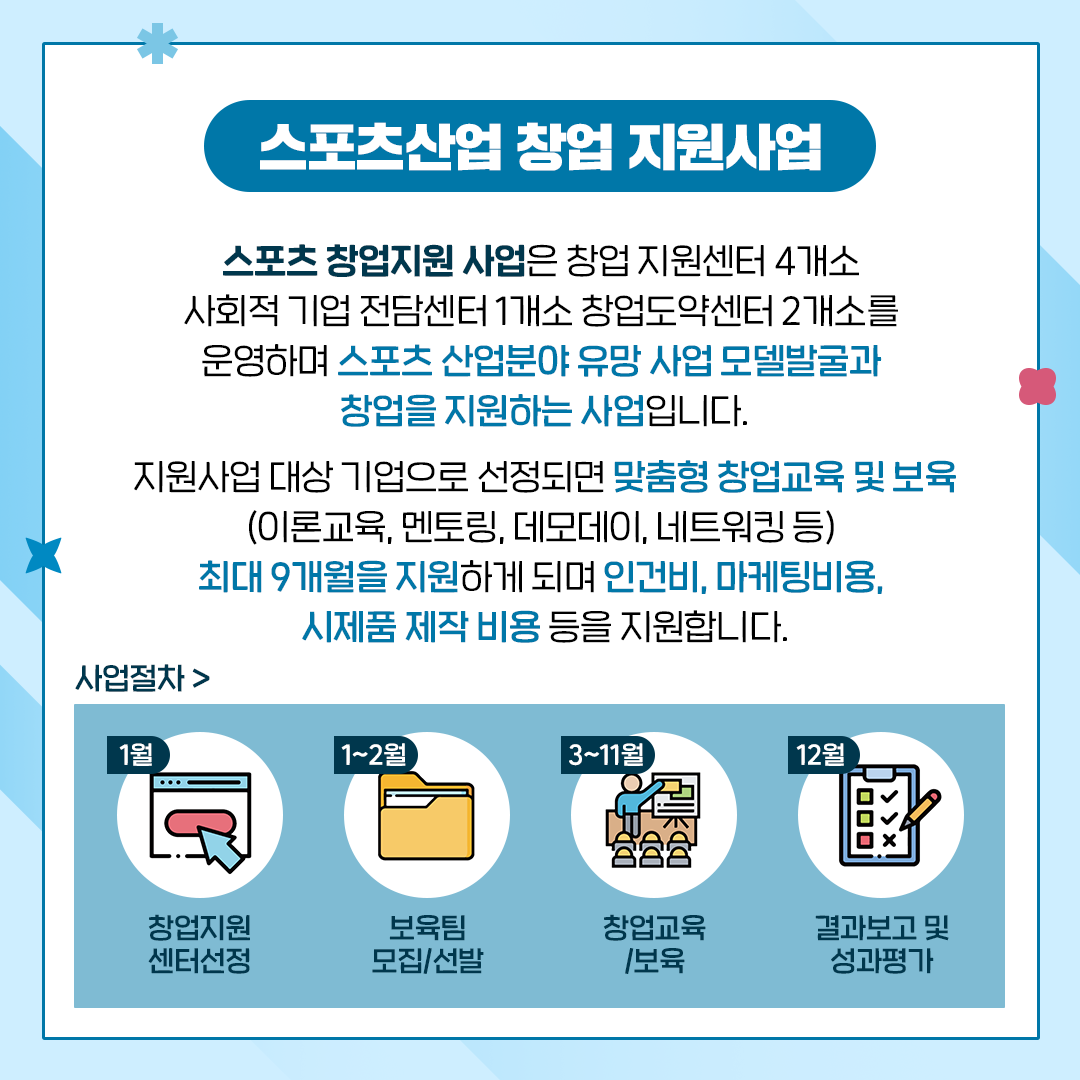 스포츠산업 창업 지원사업
스포츠 창업지원 사업은 창업 지원센터 4개소
사회적 기업 전담센터 1개소 창업도약센터 2개소를
운영하며 스포츠 산업분야 유망 사업 모델발굴과
창업을 지원하는 사업입니다.
지원사업 대상 기업으로 선정되면 맞춤형 창업교육 및 보육
(이론교육, 멘토링, 데모데이, 네트워킹 등)
최대 9개월을 지원하게 되며 인건비, 마케팅비용,
시제품 제작 비용 등을 지원합니다.
사업절차 >
1월
창업지원
센터선정
1~2월
보육팀
모집/선발
3~11월
창업교육
/보육
12월
결과보고 및
성과평가